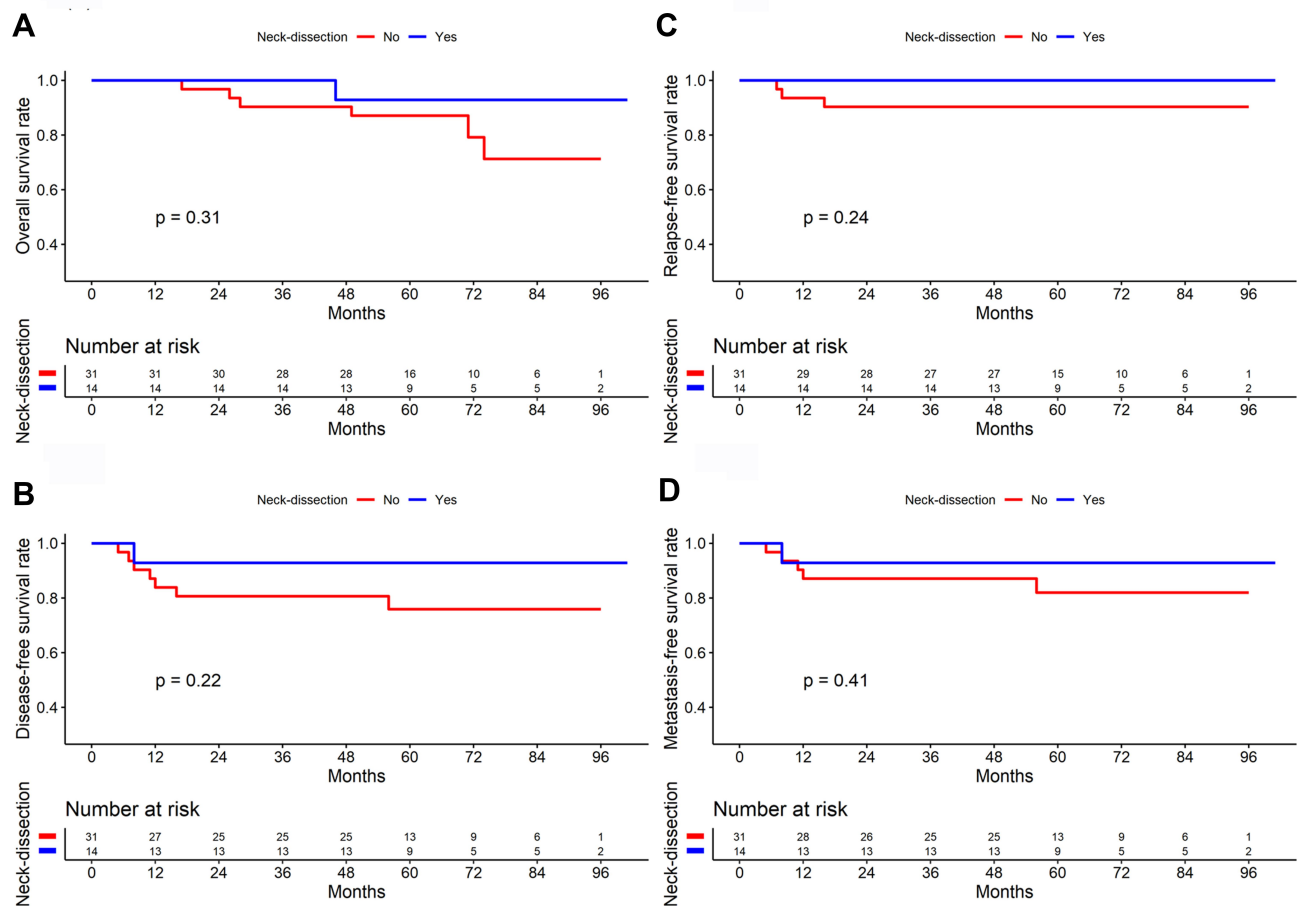 A
Neck-dissection No Yes
Overall survival rate
1.0
0.8
0.6
0.4
p = 0.31
0 12 24 36 48 60 72 84 96
Months
Neck-dissection
Number at risk
31 31 30 28 28 16 10 6 1
14 14 14 14 13 9 5 5 2
0 12 24 36 48 60 72 84 96
Months
C
Neck-dissection No Yes
Relapse-free survival rate
1.0
0.8
0.6
0.4
p = 0.24
0 12 24 36 48 60 72 84 96
Months
Neck-dissection
Number at risk
31 29 28 27 27 15 10 6 1
14 14 14 14 13 9 5 5 2
0 12 24 36 48 60 72 84 96
Months
B
Neck-dissection No Yes
Disease-free survival rate
1.0
0.8
0.6
0.4
p = 0.22
0 12 24 36 48 60 72 84 96
Months
Neck-dissection
Number at risk
31 27 25 25 25 13 9 6 1
14 13 13 13 13 9 5 5 2
0 12 24 36 48 60 72 84 96
Months
D
Neck-dissection No Yes
Metastasis-free survival rate
1.0
0.8
0.6
0.4
p = 0.41
0 12 24 36 48 60 72 84 96
Months
Neck-dissection
Number at risk
31 28 26 25 25 13 9 6 1
14 13 13 13 13 9 5 5 2
0 12 24 36 48 60 72 84 96
Months